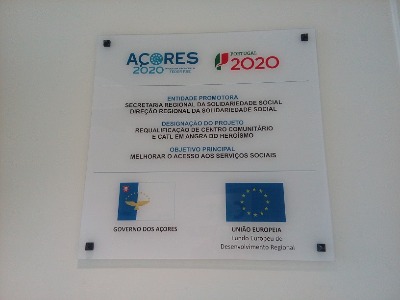 AÇORES
2020
PORTUGAL
2020
ENTIDADE PROMOTORA
SECRETARIA REGIONAL DA SOLIDARIEDADE SOCIAL
DIREÇÃO REGIONAL DA SOLIDARIEDADE SOCIAL
DESIGNAÇÃO DO PROJETO
REQUALIFICAÇÃO DE CENTRO COMUNITÁRIO
E CATL EM ANGRA DO HEROÍSMO
OBJETIVO PRINCIPAL
MELHORAR O ACESSO AOS SERVIÇOS SOCIAIS
GOVERNO DOS AÇORES
UNIÃO EUROPEIA
Fundo Europeu de
Desenvolvimento Regional